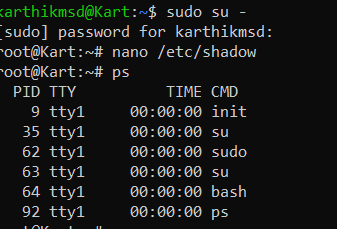 karthikmsd@Kart:~$ sudo su -
[sudo] password for karthikmsd:
root@Kart:~# nano /etc/shadow
root@Kart:~# ps
  PID TTY          TIME CMD
    9 tty1     00:00:00 init
   35 tty1     00:00:00 su
   62 tty1     00:00:00 sudo
   63 tty1     00:00:00 su
   64 tty1     00:00:00 bash
   92 tty1     00:00:00 ps